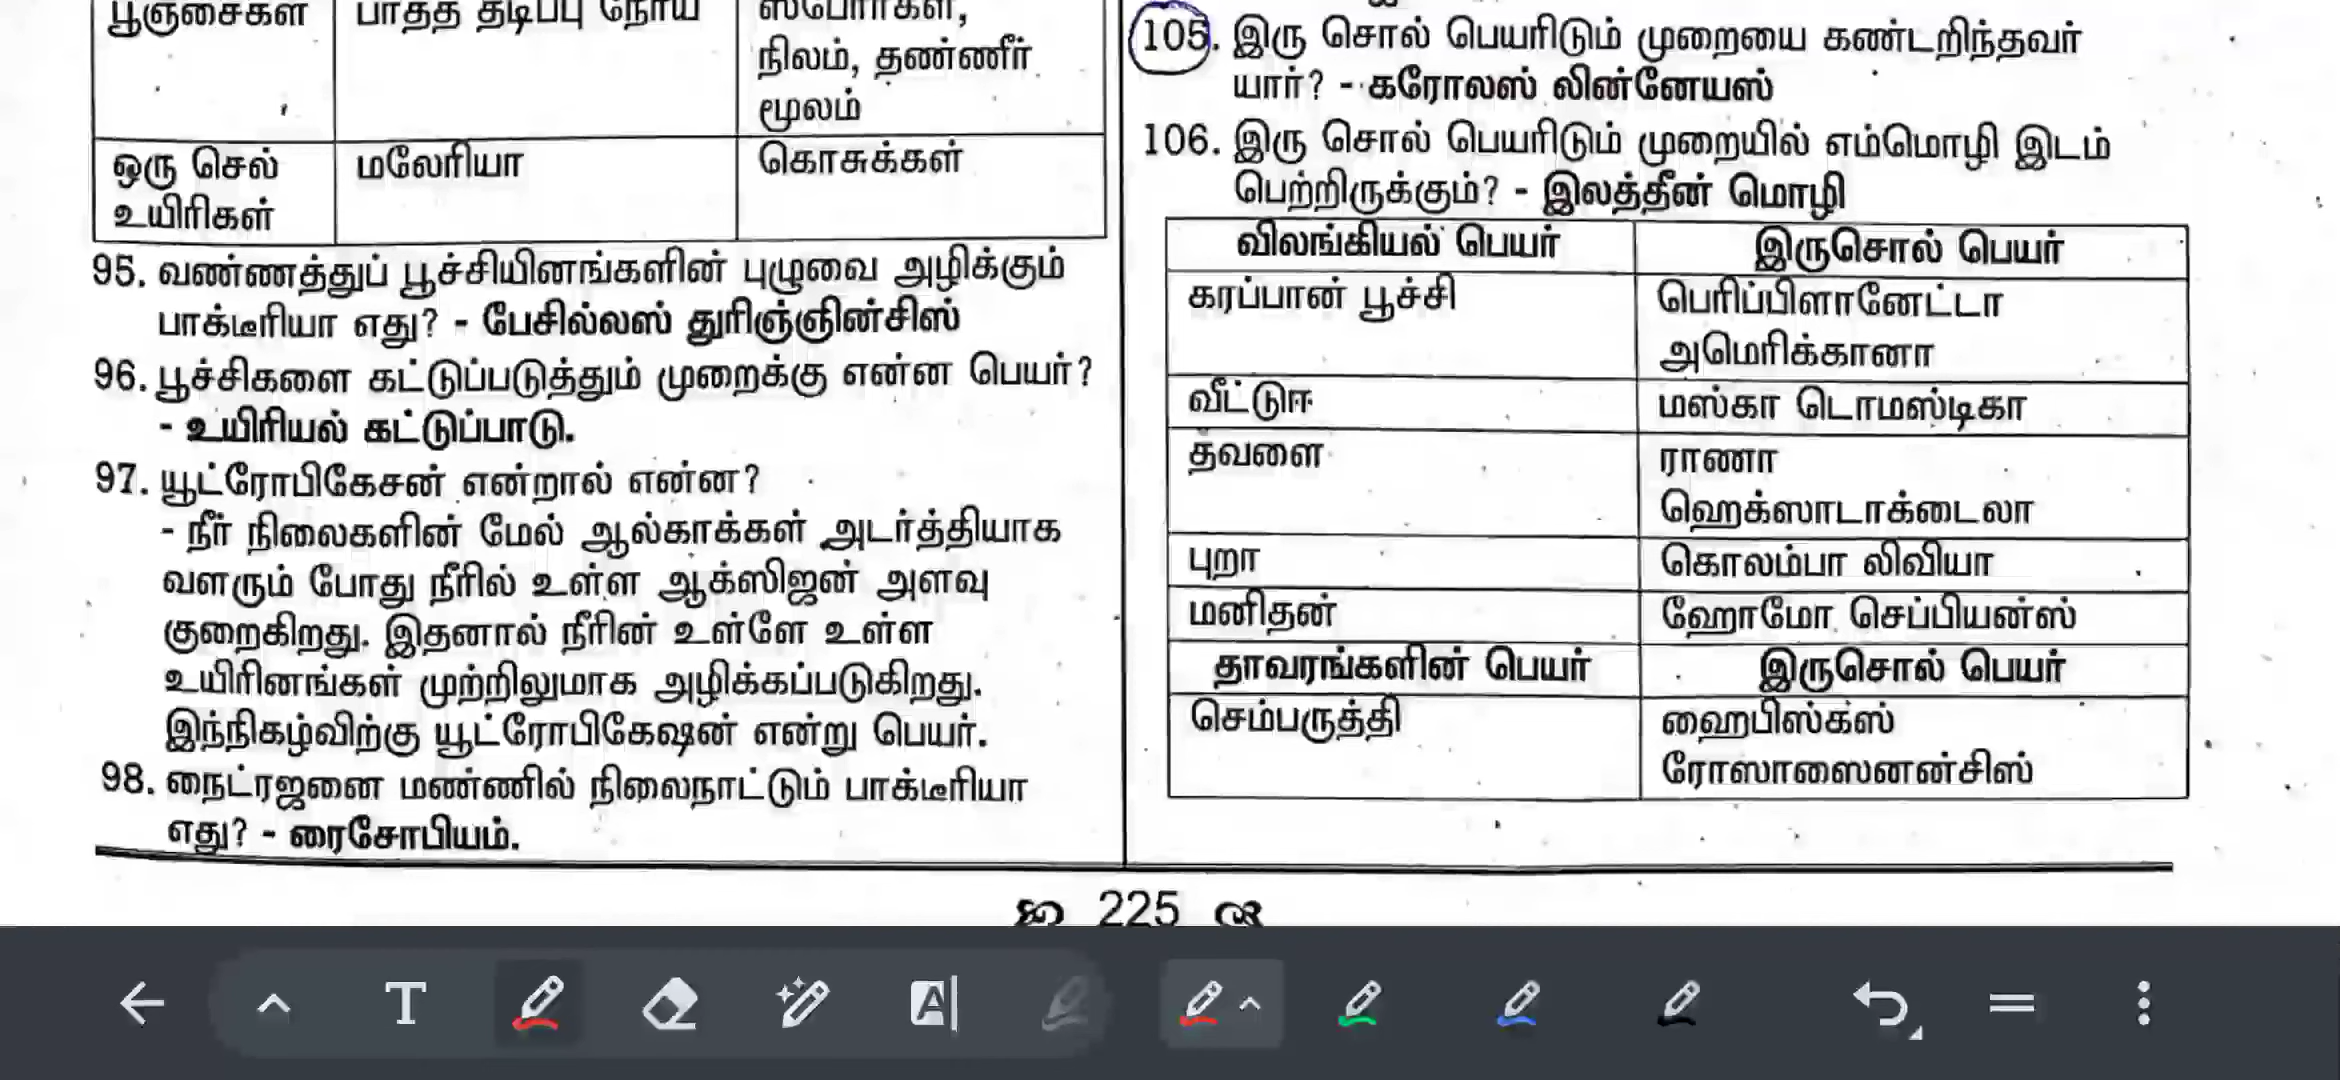 பூஞ்சைகள் பாதத் தடிப்பு நோய் ஸ்போர்கள்,
நிலம், தண்ணீர்
மூலம்
ஒரு செல் மலேரியா கொசுக்கள்
உயிரிகள்
95. வண்ணத்துப் பூச்சியினங்களின் புழுவை அழிக்கும்
பாக்டீரியா எது? - பேசில்லஸ் துரிஞ்ஞின்சிஸ்
96. பூச்சிகளை கட்டுப்படுத்தும் முறைக்கு என்ன பெயர்?
- உயிரியல் கட்டுப்பாடு.
97. யூட்ரோபிகேசன் என்றால் என்ன?
- நீர் நிலைகளின் மேல் ஆல்காக்கள் அடர்த்தியாக
வளரும் போது நீரில் உள்ள ஆக்ஸிஜன் அளவு
குறைகிறது. இதனால் நீரின் உள்ளே உள்ள
உயிரினங்கள் முற்றிலுமாக அழிக்கப்படுகிறது.
இந்நிகழ்விற்கு யூட்ரோபிகேஷன் என்று பெயர்.
98. நைட்ரஜனை மண்ணில் நிலைநாட்டும் பாக்டீரியா
எது? - ரைசோபியம்.
105. இரு சொல் பெயரிடும் முறையை கண்டறிந்தவர்
யார்? - கரோலஸ் லின்னேயஸ்
106. இரு சொல் பெயரிடும் முறையில் எம்மொழி இடம்
பெற்றிருக்கும்? - இலத்தீன் மொழி
விலங்கியல் பெயர் இருசொல் பெயர்
கரப்பான் பூச்சி பெரிப்பிளானேட்டா
அமெரிக்கானா
வீட்டுஈ மஸ்கா டொமஸ்டிகா
தவளை ராணா
ஹெக்ஸாடாக்டைலா
புறா கொலம்பா லிவியா
மனிதன் ஹோமோ செப்பியன்ஸ்
தாவரங்களின் பெயர் இருசொல் பெயர்
செம்பருத்தி ஹைபிஸ்கஸ்
ரோஸாஸைனன்சிஸ்
225
T
A